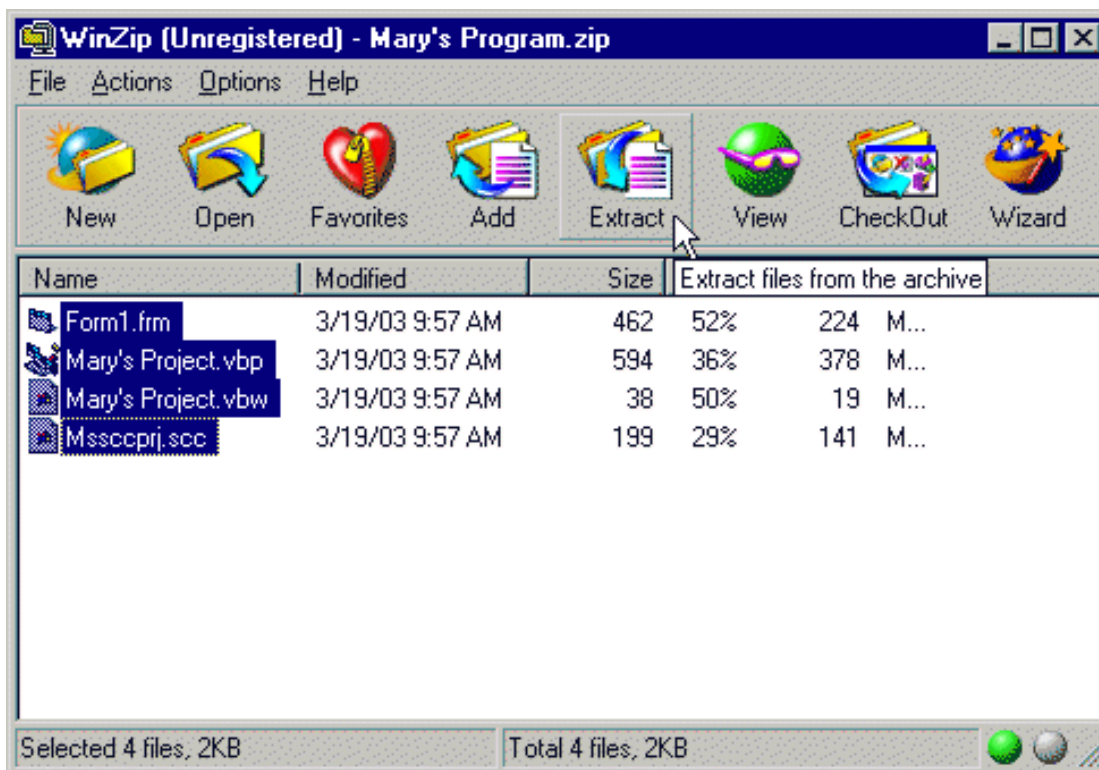 WinZip (Unregistered) - Mary's Program.zip
File Actions Options Help
New Open Favorites Add Extract View CheckOut Wizard
Name Modified Size Extract files from the archive
Form1.frm 3/19/03 9:57 AM 462 52% 224 M...
Mary's Project.vbp 3/19/03 9:57 AM 594 36% 378 M...
Mary's Project.vbw 3/19/03 9:57 AM 38 50% 19 M...
Mssccprj.scc 3/19/03 9:57 AM 199 29% 141 M...
Selected 4 files, 2KB Total 4 files, 2KB